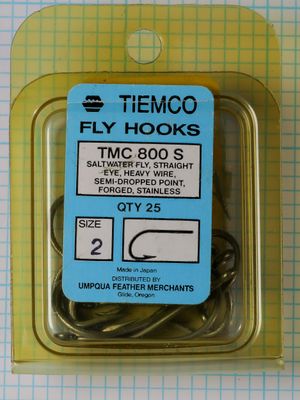 TIEMCO
FLY HOOKS
TMC 800 S
SALTWATER FLY, STRAIGHT
EYE, HEAVY WIRE,
SEMI-DROPPED POINT,
FORGED, STAINLESS
QTY 25
SIZE
2
Made in Japan
DISTRIBUTED BY
UMPQUA FEATHER MERCHANTS
Glide, Oregon